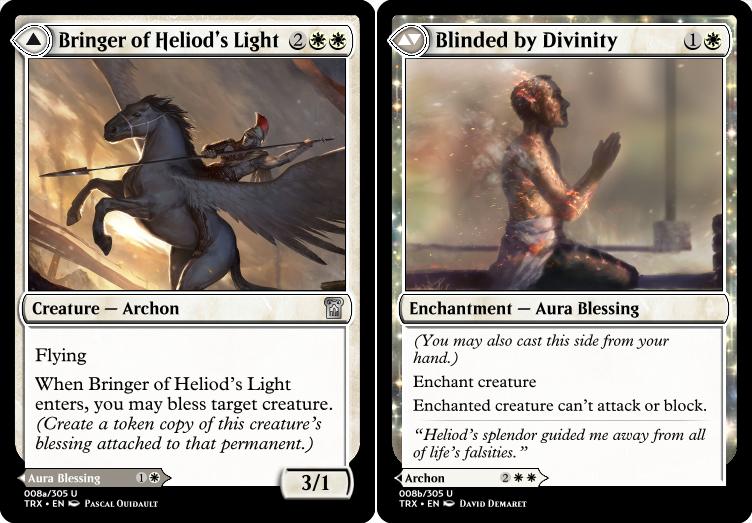 Bringer of Heliod's Light 2
Flying
Creature — Archon
When Bringer of Heliod's Light
enters, you may bless target creature.
(Create a token copy of this creature's
blessing attached to that permanent.)
Aura Blessing 1
3/1
008a/305 U
TRX • EN Pascal Quidault
Blinded by Divinity 1
Enchantment — Aura Blessing
(You may also cast this side from your
hand.)
Enchant creature
Enchanted creature can't attack or block.
"Heliod's splendor guided me away from all
of life's falsities."
Archon 2
008b/305 U
TRX • EN David Demaret